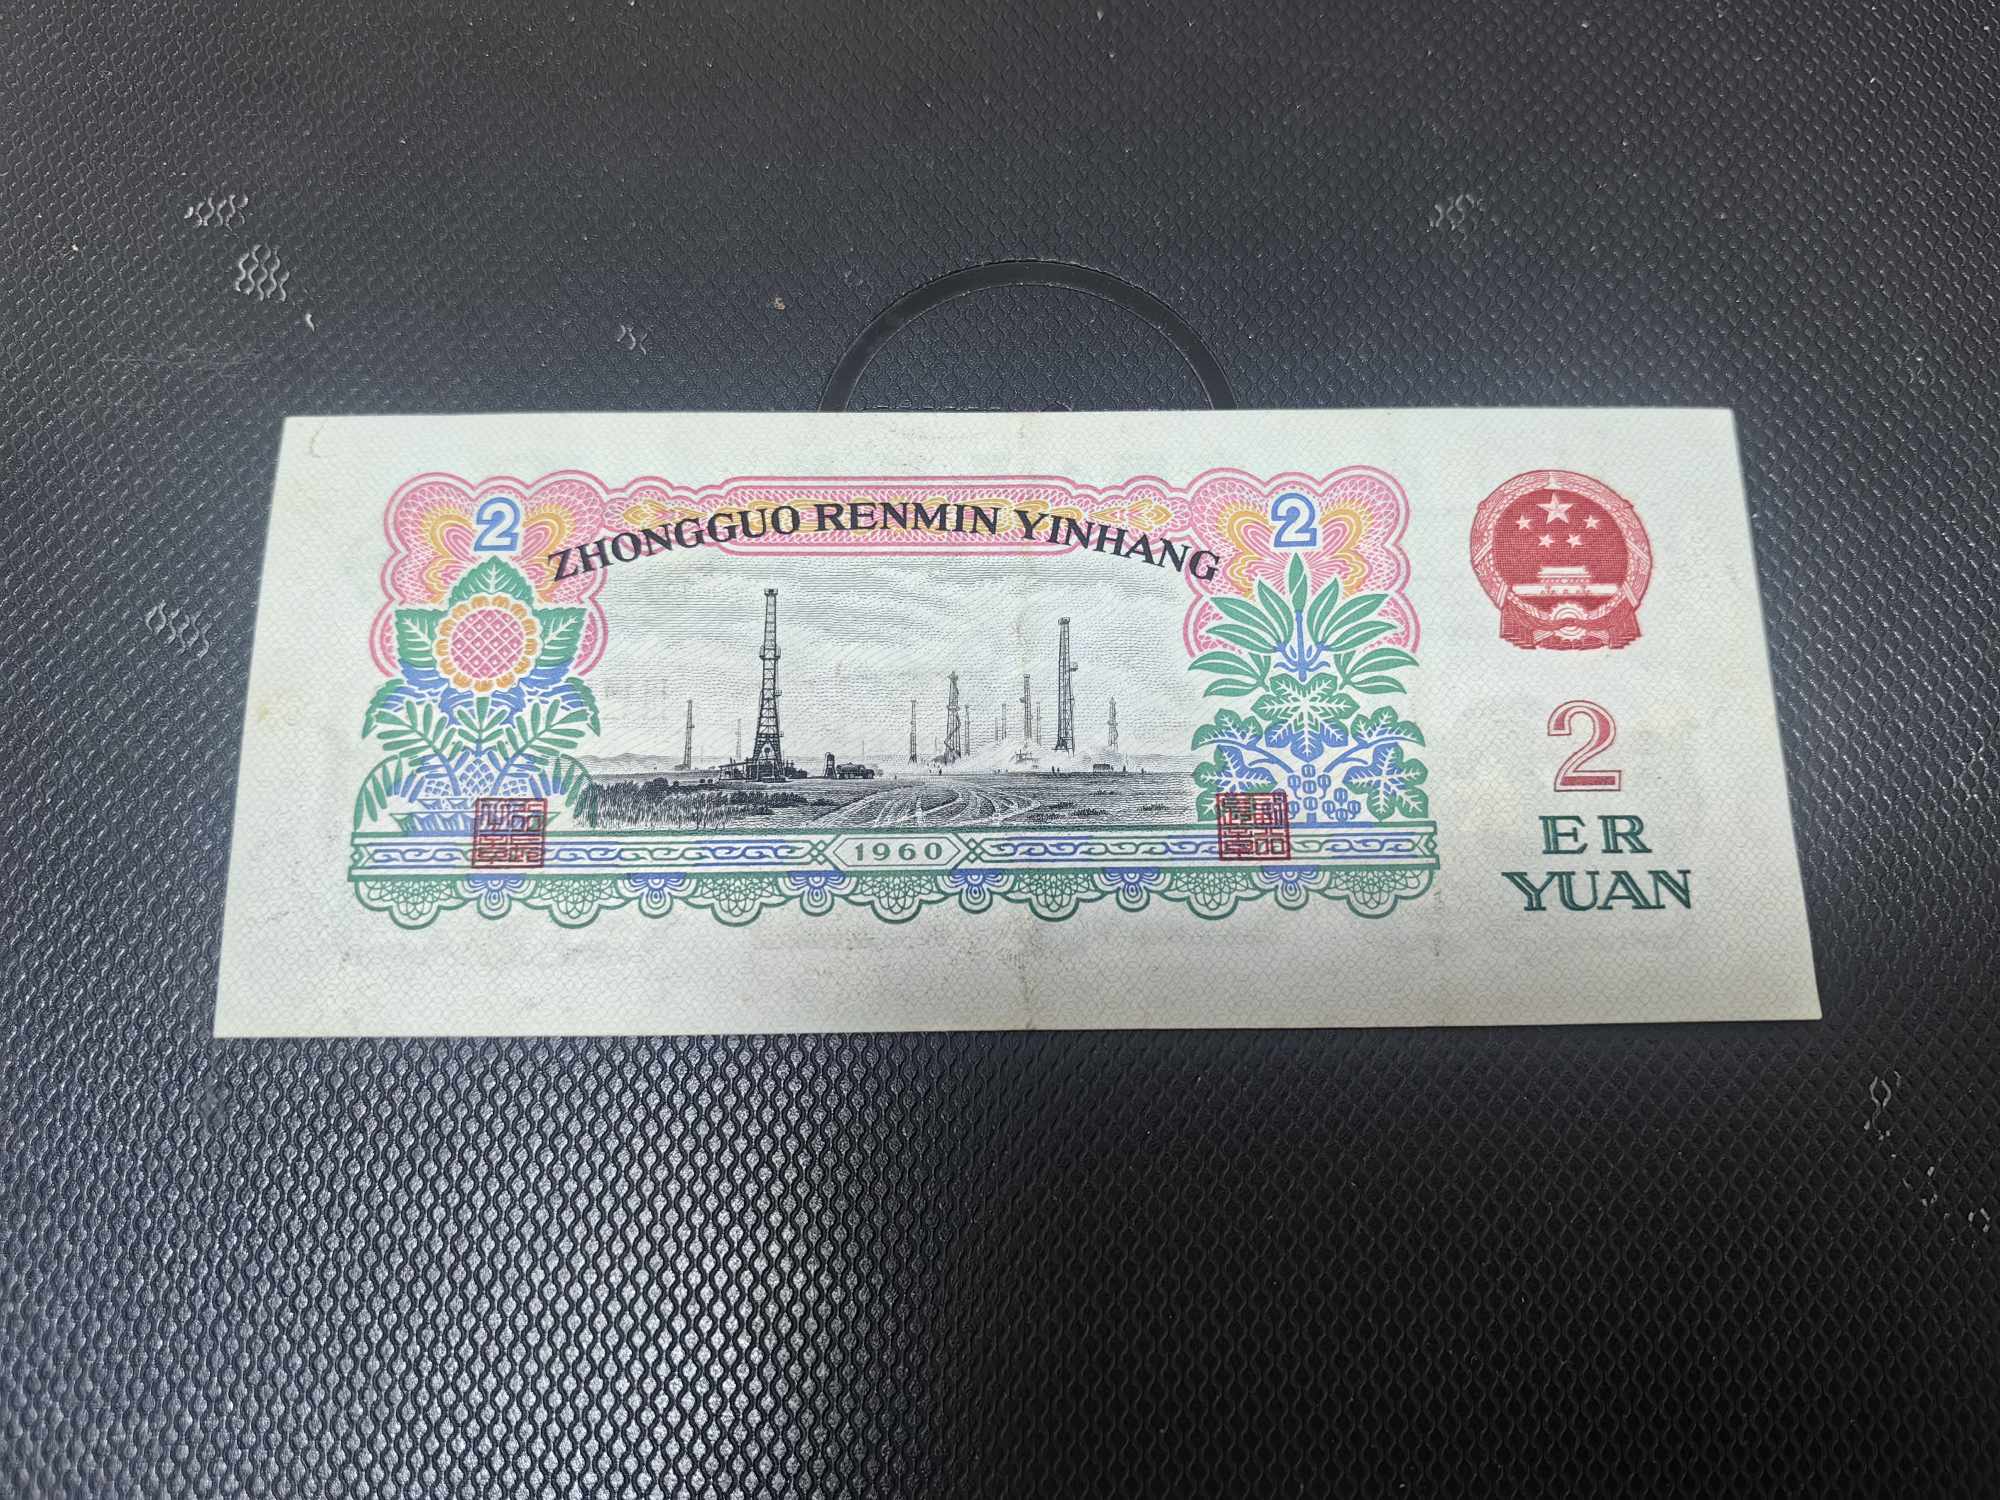 2
2
ZHONGGUO RENMIN YINHANG
2
ER
YUAN
1960